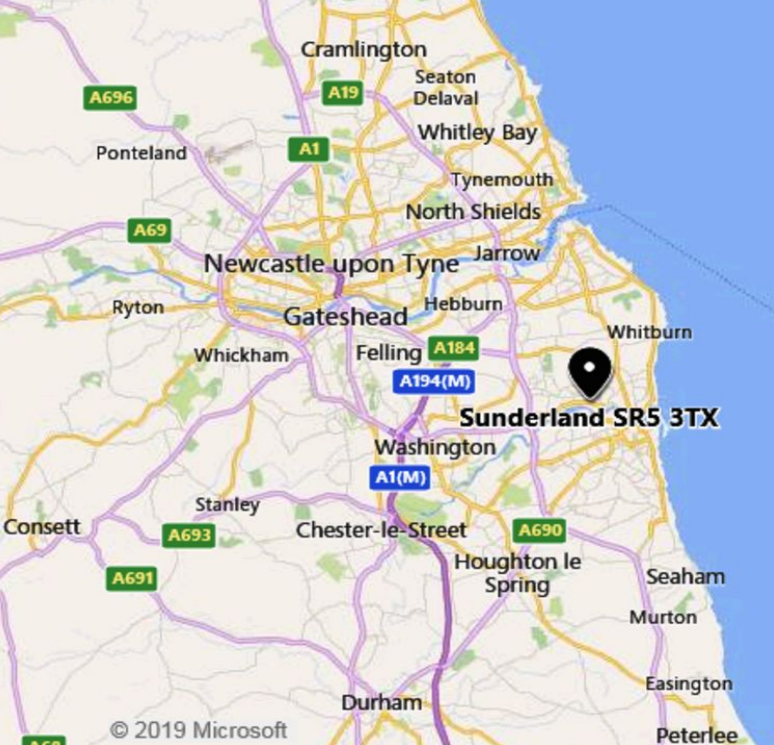 Cramlington
Seaton
Delaval
A19
A696
Whitley Bay
A1
Ponteland
Tynemouth
North Shields
A69
Jarrow
Newcastle upon Tyne
Hebburn
Ryton
Gateshead
Whitburn
Felling
A184
Whickham
A194(M)
Sunderland SR5 3TX
Washington
A1(M)
Stanley
Consett
A693
Chester-le-Street
A690
Houghton le
Spring
A691
Seaham
Murton
Easington
Durham
© 2019 Microsoft
Peterlee